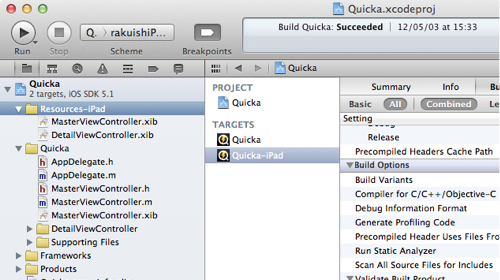 Quicka.xcodeproj
Run
Stop
rakuishiP...
Scheme
Breakpoints
Build Quicka: Succeeded
12/05/03 at 15:33
Quicka
2 targets, iOS SDK 5.1
Resources-iPad
MasterViewController.xib
DetailViewController.xib
Quicka
AppDelegate.h
AppDelegate.m
MasterViewController.h
MasterViewController.m
MasterViewController.xib
DetailViewController
Supporting Files
Frameworks
Products
Quicka
PROJECT
Quicka
TARGETS
Quicka
Quicka-iPad
Summary
Info
Basic
All
Combined
Setting
Debug
Release
Precompiled Headers Cache Path
Build Options
Build Variants
Compiler for C/C++/Objective-C
Debug Information Format
Generate Profiling Code
Precompiled Header Uses Files Fro
Run Static Analyzer
Scan All Source Files for Includes
Validate Built Product